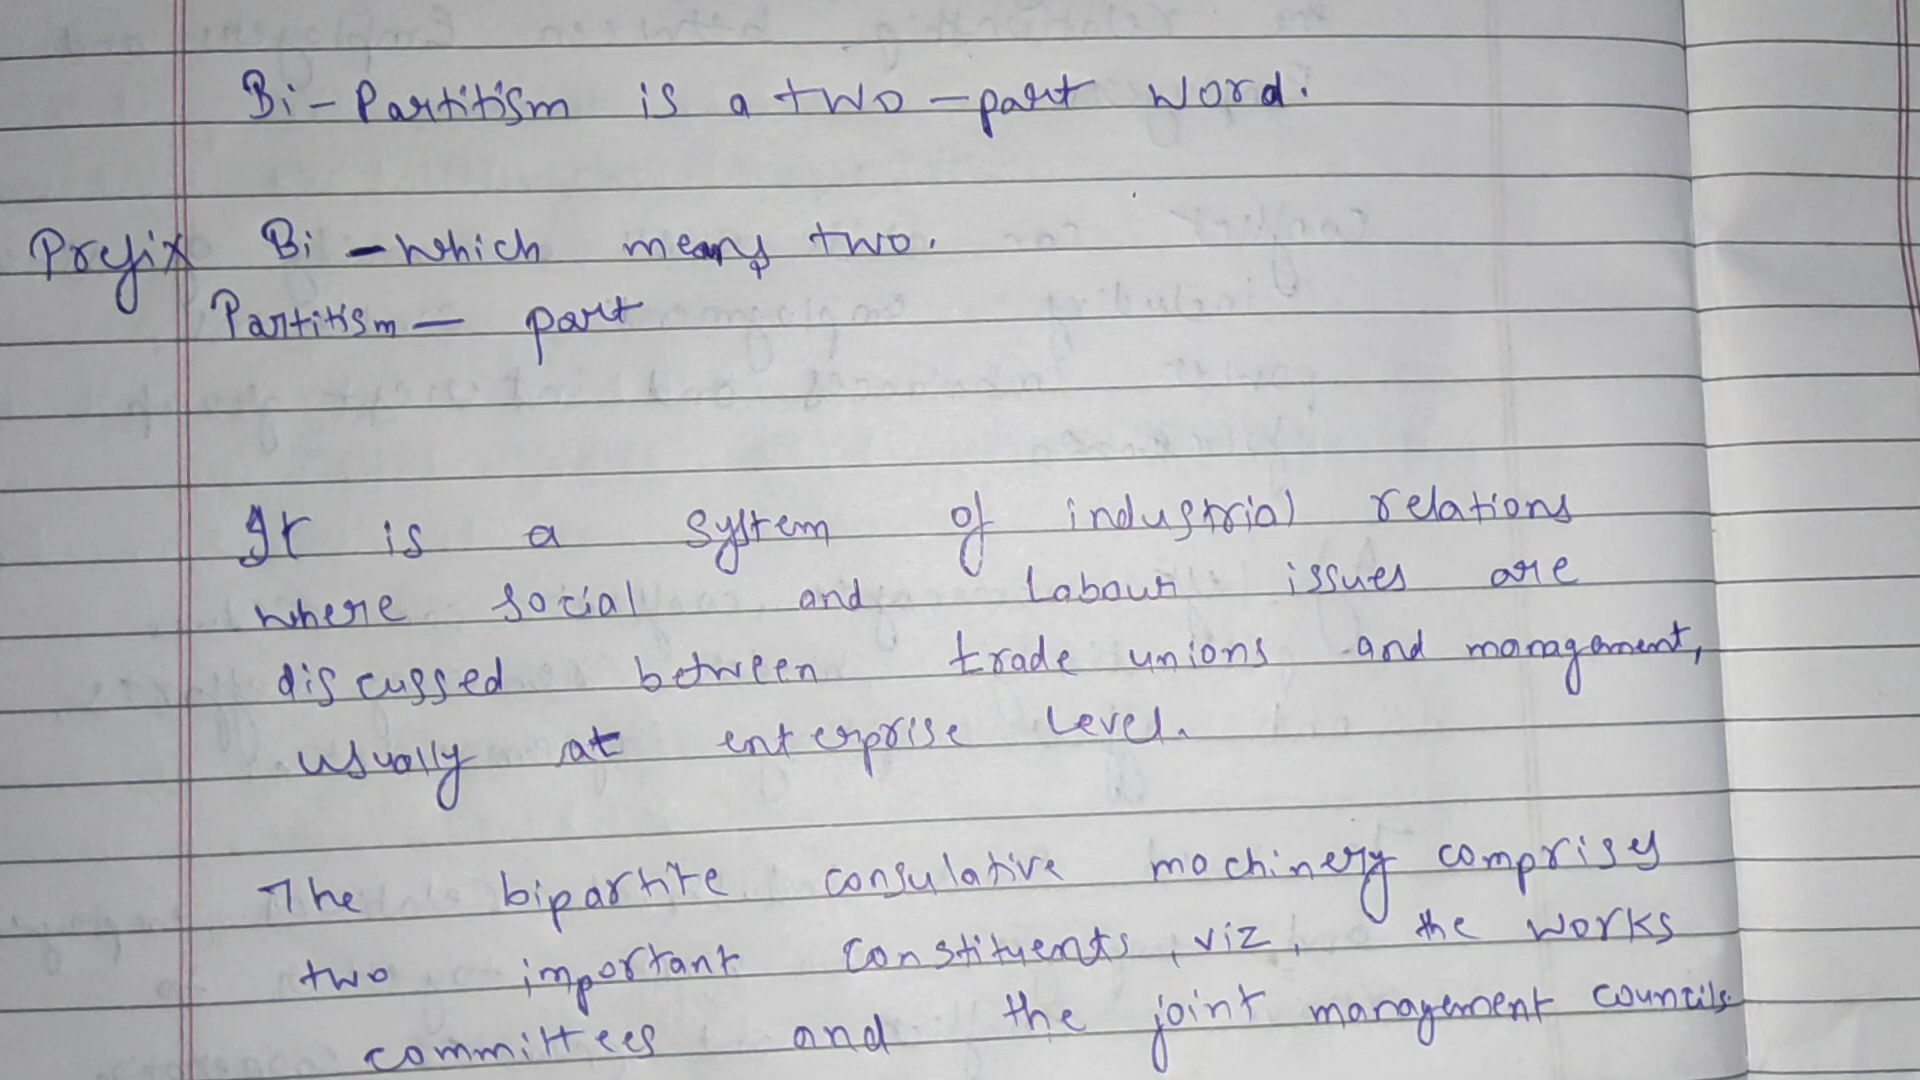 Bi-Partitism is a two-part word.
Prefix Bi - which means two.
Partitism - part
It is a system of industrial relations
where social and Labour issues are
discussed between trade unions and management,
usually at enterprise level.
The bipartite consulative machinery comprises
two important constituents, viz, the works
committees and the joint management councils.